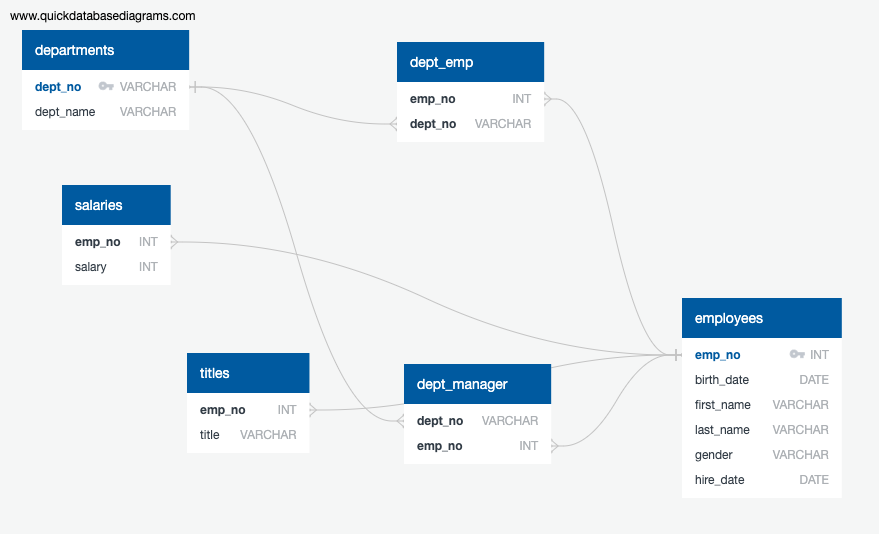 www.quickdatabasediagrams.com
departments
dept_no VARCHAR
dept_name VARCHAR
dept_emp
emp_no INT
dept_no VARCHAR
salaries
emp_no INT
salary INT
employees
emp_no INT
birth_date DATE
first_name VARCHAR
last_name VARCHAR
gender VARCHAR
hire_date DATE
titles
emp_no INT
title VARCHAR
dept_manager
dept_no VARCHAR
emp_no INT